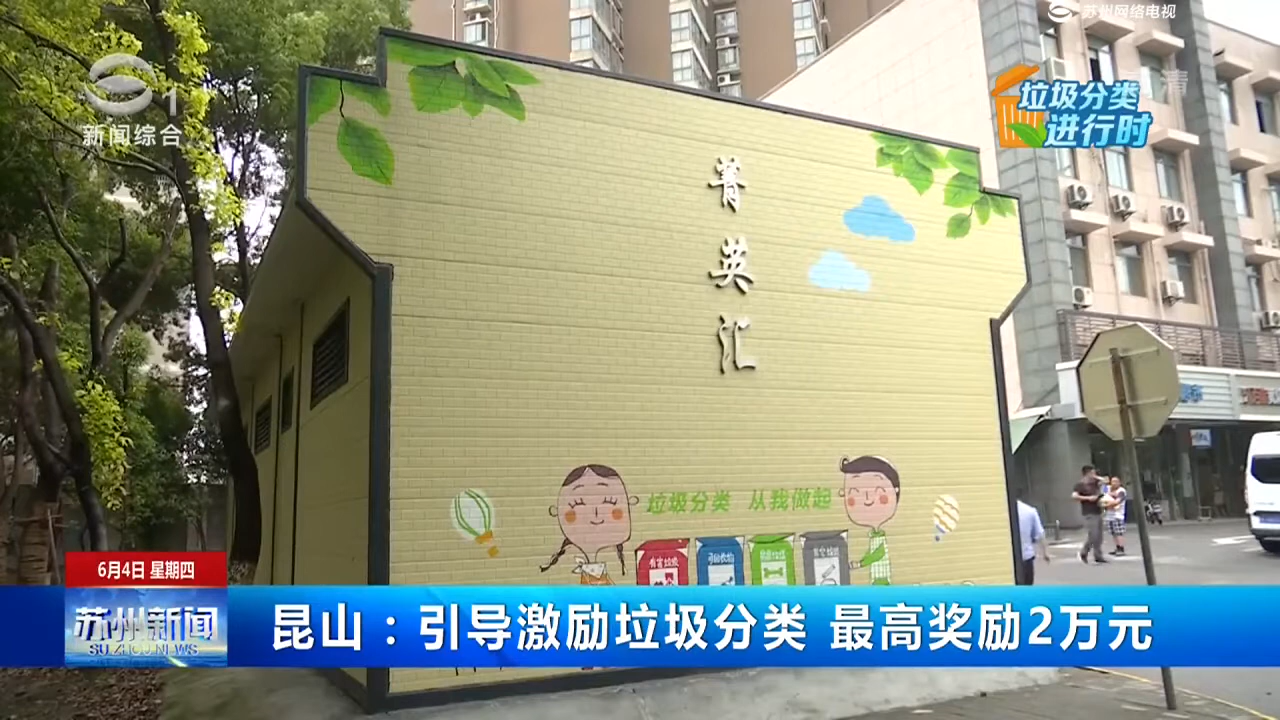 苏州网络电视
1
新闻综合
垃圾分类
进行时
菁英汇
垃圾分类 从我做起
有害垃圾
可回收物
6月4日 星期四
苏州新闻
SUZHOU NEWS
昆山：引导激励垃圾分类 最高奖励2万元